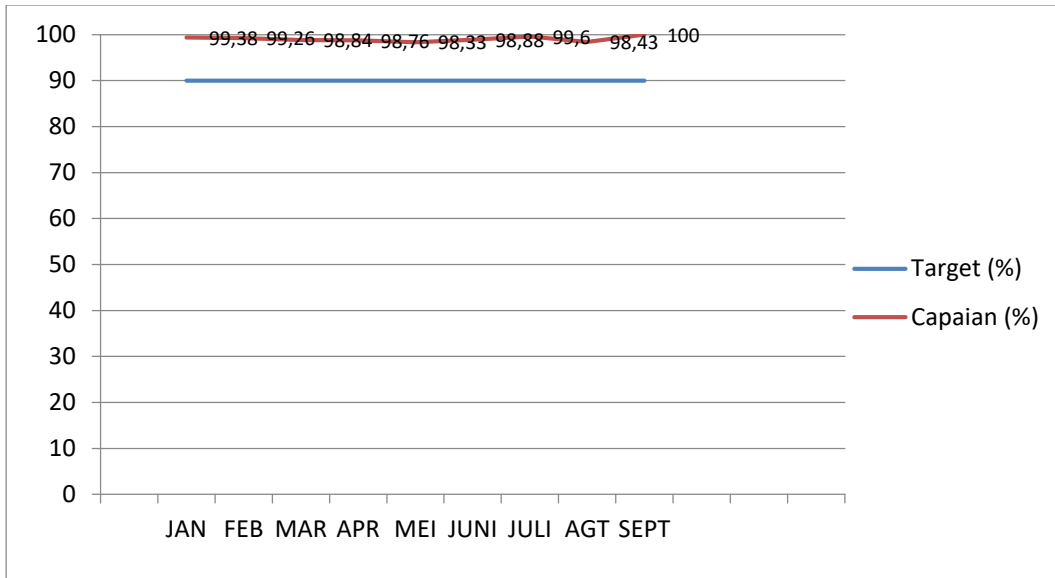 100
90
80
70
60
50
40
30
20
10
0
99,38 99,26 98,84 98,76 98,33 98,88 99,6 98,43 100
JAN FEB MAR APR MEI JUNI JULI AGT SEPT
Target (%)
Capaian (%)